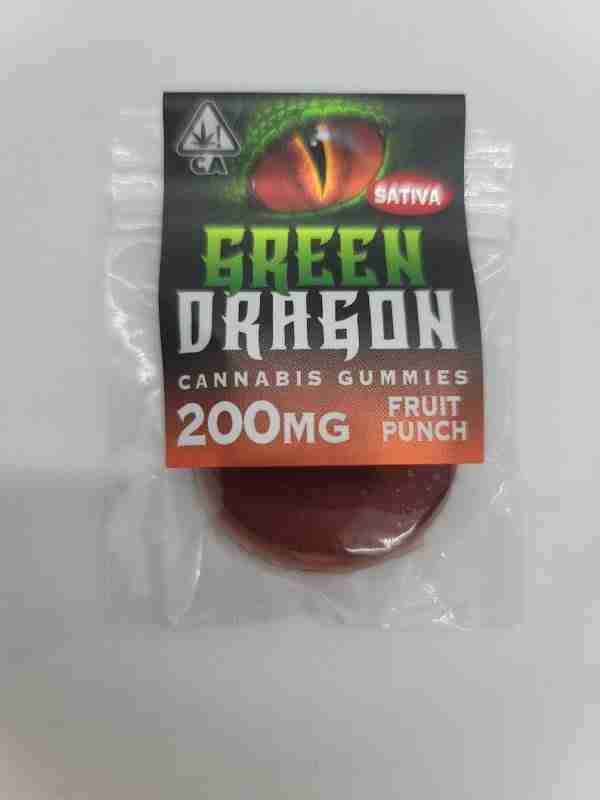 CA
SATIVA
GREEN
DRAGON
CANNABIS GUMMIES
200MG
FRUIT
PUNCH